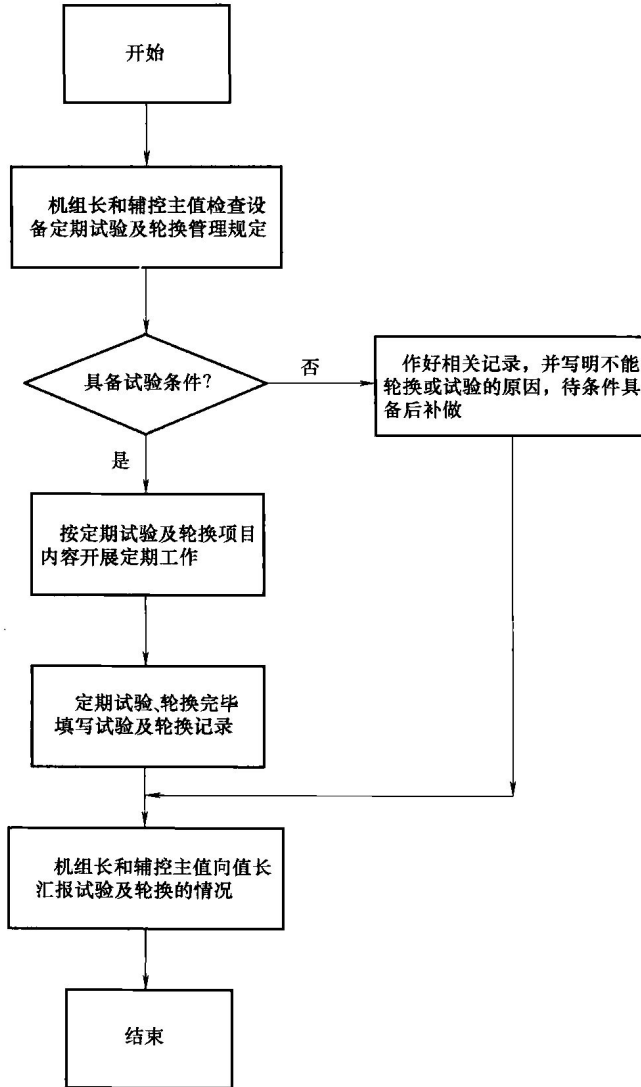 开始
机组长和辅控主值检查设
备定期试验及轮换管理规定
具备试验条件？
否
作好相关记录，并写明不能
轮换或试验的原因，待条件具
备后补做
是
按定期试验及轮换项目
内容开展定期工作
定期试验、轮换完毕
填写试验及轮换记录
机组长和辅控主值向值长
汇报试验及轮换的情况
结束